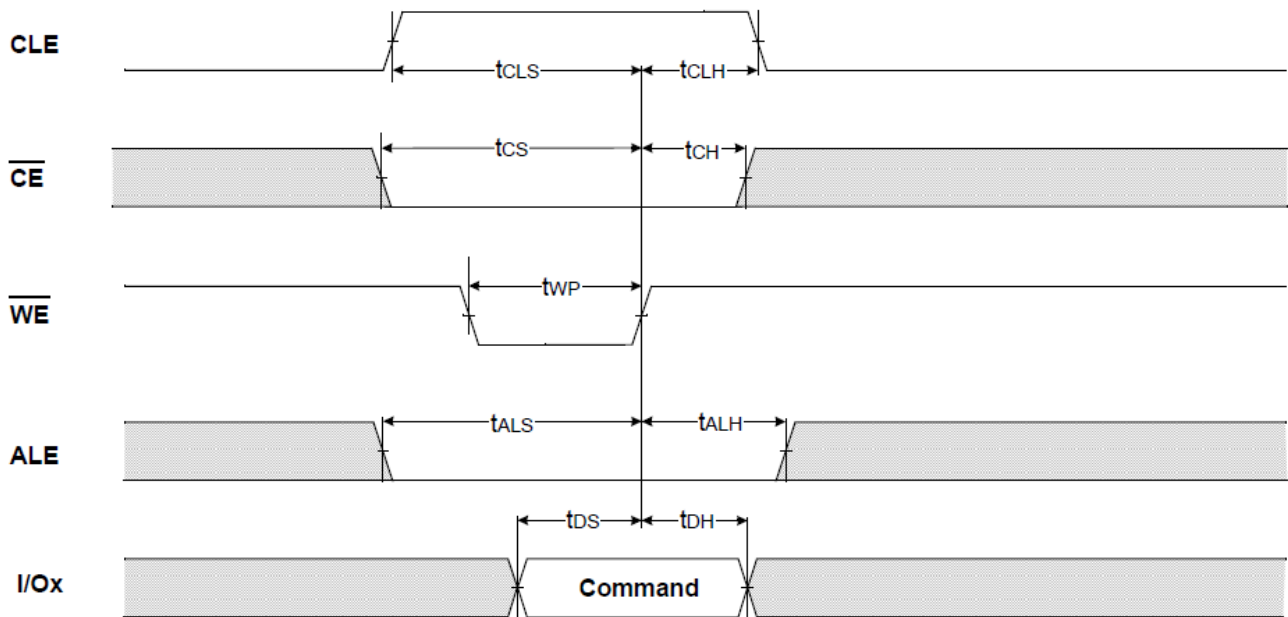 CLE
tCLS
tCLH
CE
tCS
tCH
WE
tWP
ALE
tALS
tALH
tDS
tDH
I/Ox
Command